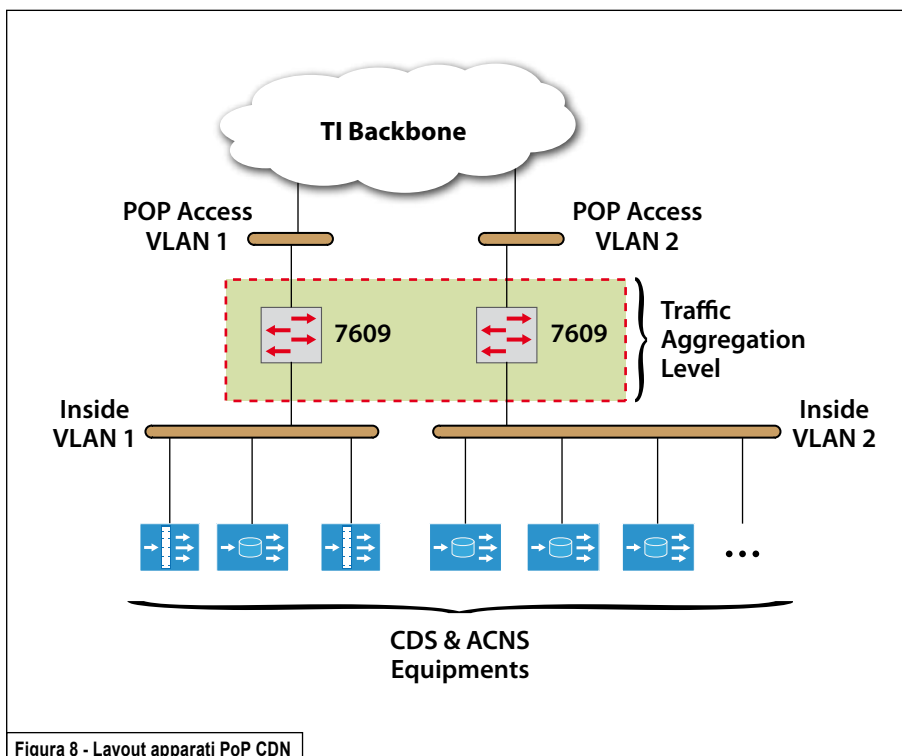 TI Backbone
POP Access
VLAN 1
POP Access
VLAN 2
7609
7609
Traffic
Aggregation
Level
Inside
VLAN 1
Inside
VLAN 2
...
CDS & ACNS
Equipments
Figura 8 - Layout apparati PoP CDN